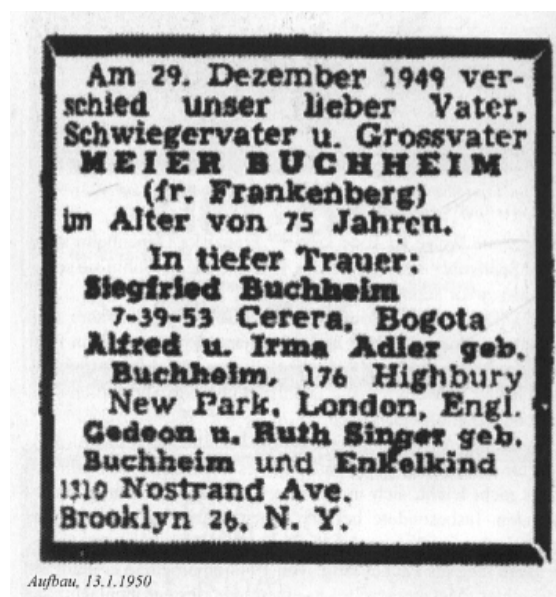 Am 29. Dezember 1949 ver-
schied unser lieber Vater,
Schwiegervater u. Grossvater
MEIER BUCHHEIM
(fr. Frankenberg)
im Alter von 75 Jahren.
In tiefer Trauer:
Siegfried Buchheim
7-39-53 Cerera, Bogota
Alfred u. Irma Adler geb.
Buchheim, 176 Highbury
New Park, London, Engl.
Gedeon u. Ruth Singer geb.
Buchheim und Enkelkind
1310 Nostrand Ave.
Brooklyn 26, N. Y.
Aufbau, 13.1.1950